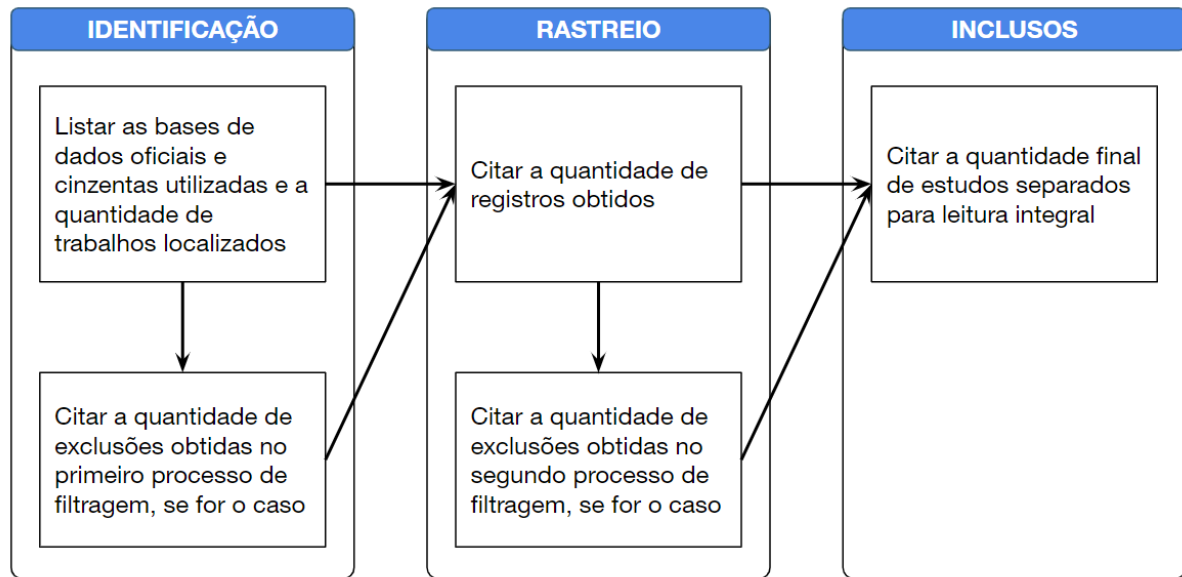 IDENTIFICAÇÃO
Listar as bases de
dados oficiais e
cinzentas utilizadas e a
quantidade de
trabalhos localizados
Citar a quantidade de
exclusões obtidas no
primeiro processo de
filtragem, se for o caso
RASTREIO
Citar a quantidade de
registros obtidos
Citar a quantidade de
exclusões obtidas no
segundo processo de
filtragem, se for o caso
INCLUSOS
Citar a quantidade final
de estudos separados
para leitura integral